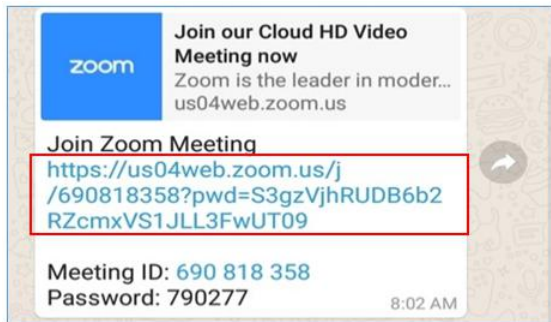 zoom
Join our Cloud HD Video
Meeting now
Zoom is the leader in moder...
us04web.zoom.us
Join Zoom Meeting
https://us04web.zoom.us/j
/690818358?pwd=S3gzVjhRUDB6b2
RZcmxVS1JLL3FwUT09
Meeting ID: 690 818 358
Password: 790277
8:02 AM